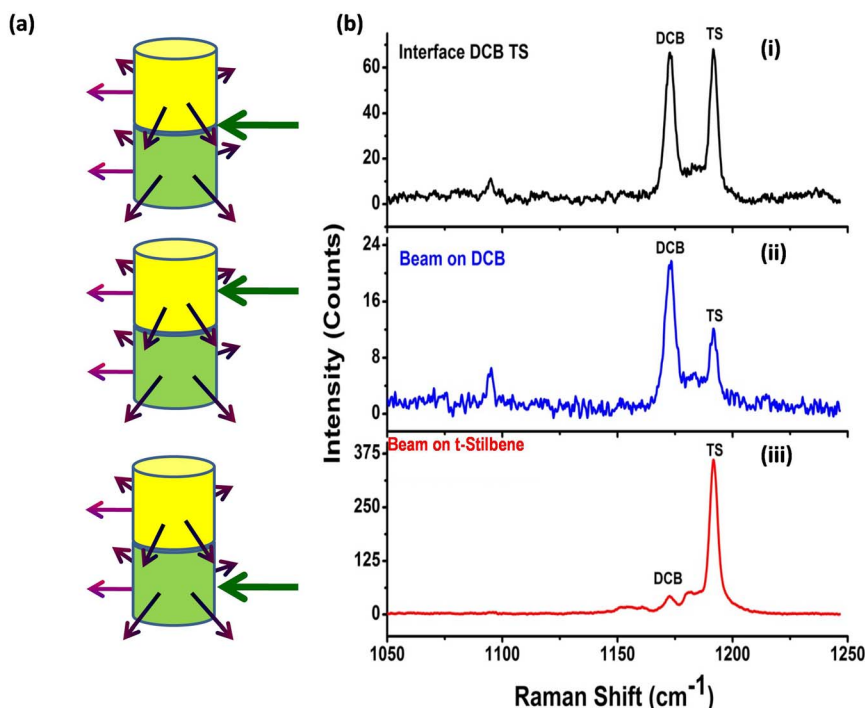 (a)
(b)
Interface DCB TS
DCB
TS
(i)
60
40
20
0
Beam on DCB
DCB
TS
(ii)
24
16
8
0
Beam on t-Stilbene
DCB
TS
(iii)
375
250
125
0
1050
1100
1150
1200
1250
Intensity (Counts)
Raman Shift (cm⁻¹)